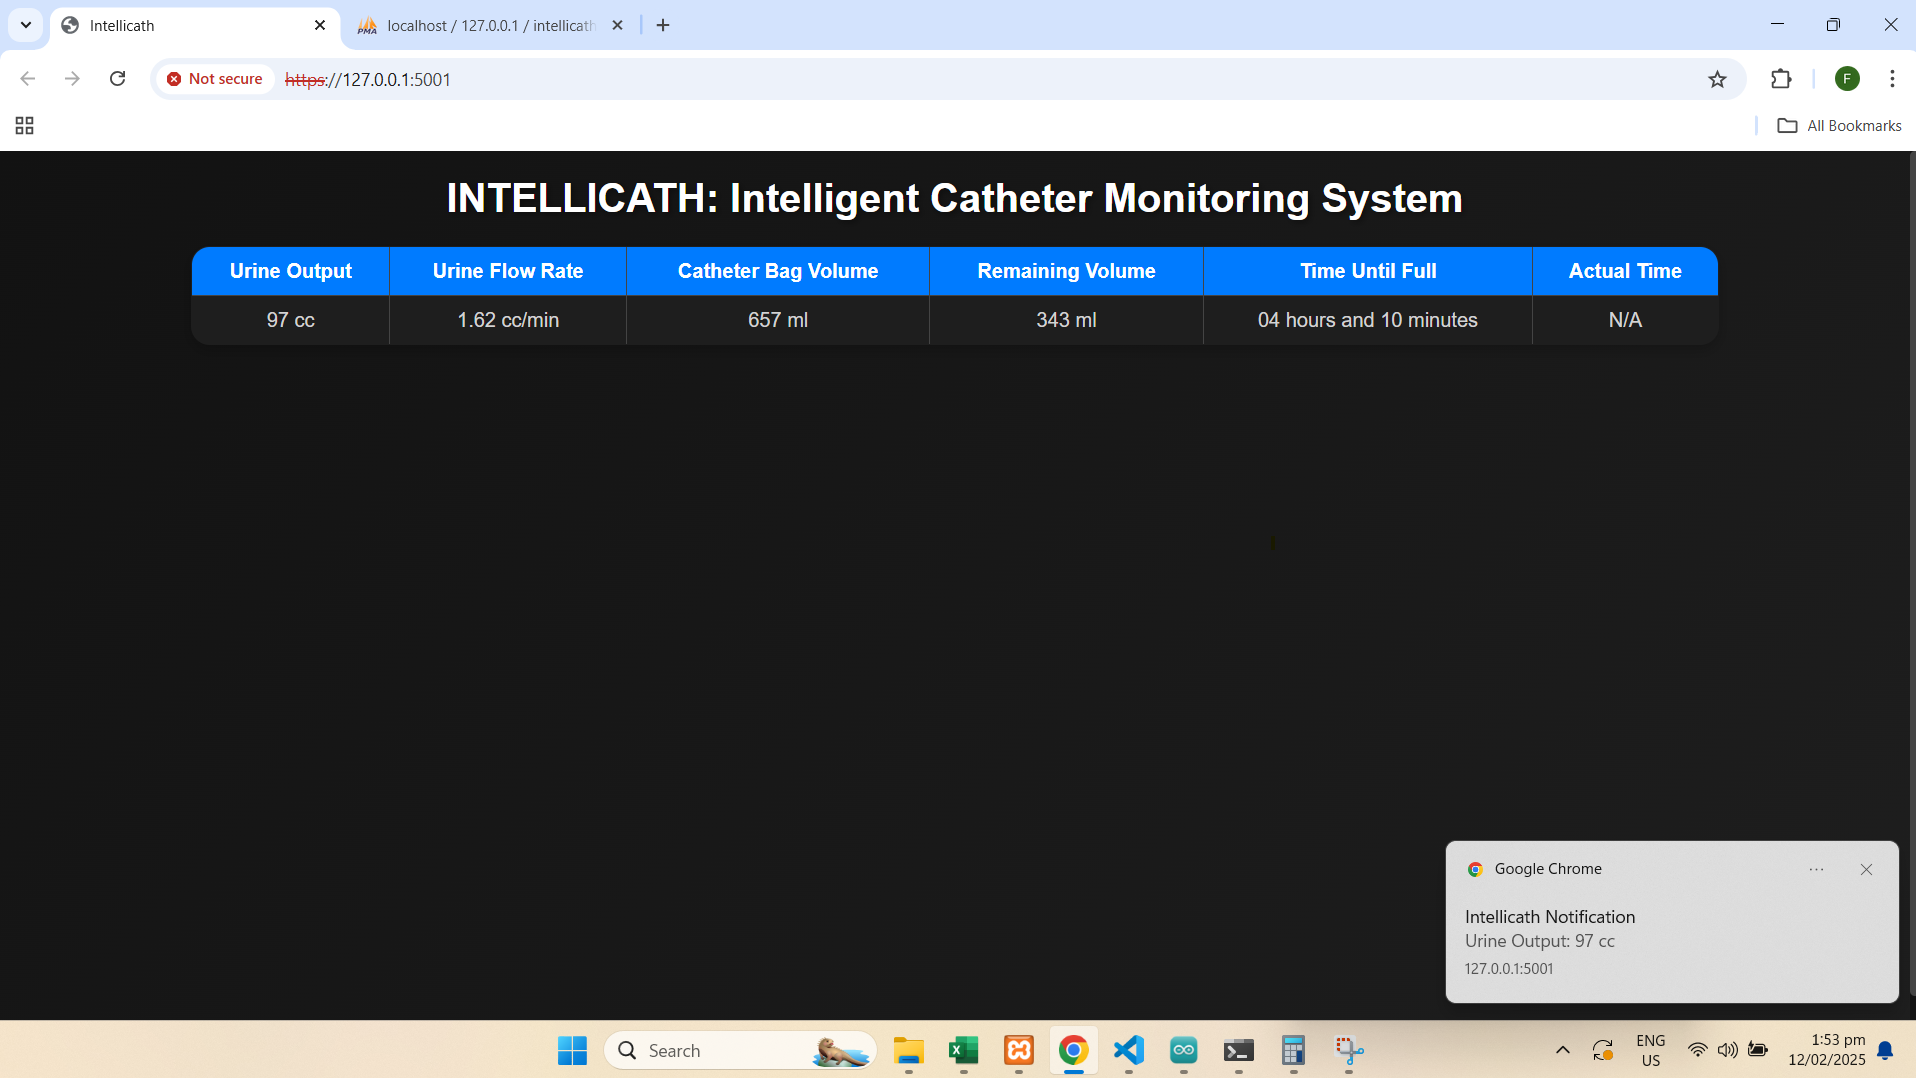 Intellicath
localhost / 127.0.0.1 / intellicath
Not secure
https://127.0.0.1:5001
F
All Bookmarks
INTELLICATH: Intelligent Catheter Monitoring System
Urine Output Urine Flow Rate Catheter Bag Volume Remaining Volume Time Until Full Actual Time
97 cc 1.62 cc/min 657 ml 343 ml 04 hours and 10 minutes N/A
Google Chrome
Intellicath Notification
Urine Output: 97 cc
127.0.0.1:5001
Search
ENG
US
1:53 pm
12/02/2025